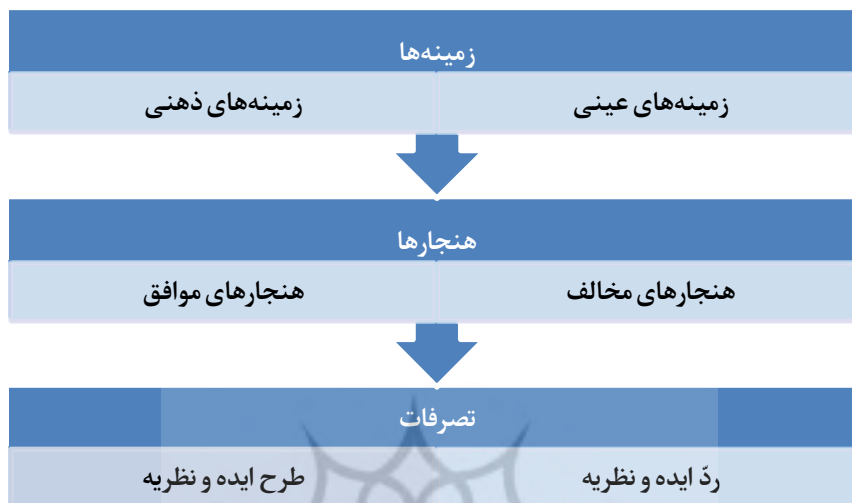 زمینه‌ها
زمینه‌های عینی
زمینه‌های ذهنی
هنجارها
هنجارهای مخالف
هنجارهای موافق
تصرفات
ردّ ایده و نظریه
طرح ایده و نظریه